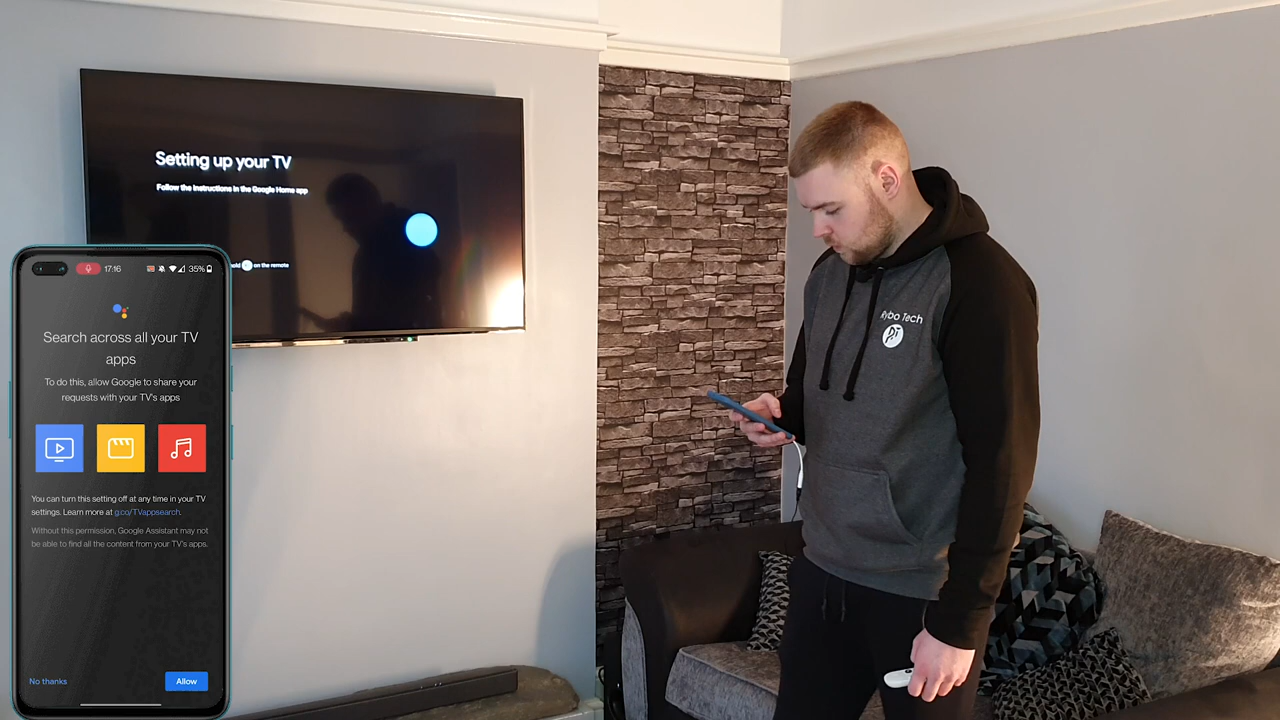 Setting up your TV
Follow the instructions in the Google Home app
hold on the remote
17:16
35%
Search across all your TV
apps
To do this, allow Google to share your
requests with your TV's apps
You can turn this setting off at any time in your TV
settings. Learn more at g.co/TVappsearch.
Without this permission, Google Assistant may not
be able to find all the content from your TV's apps.
No thanks
Allow
Rybo Tech